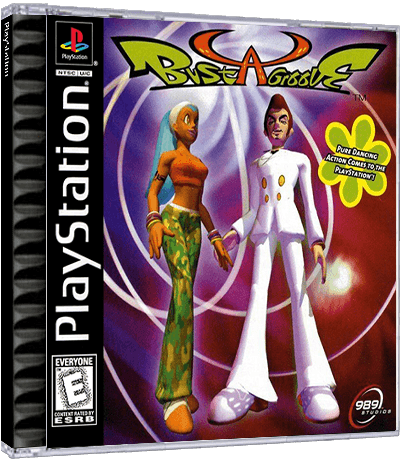 PlayStation
PlayStation
NTSC U/C
PlayStation
BUST A GROOVE
TM
PURE DANCING
ACTION COMES TO THE
PLAYSTATION!
EVERYONE
E
CONTENT RATED BY
ESRB
989
STUDIOS